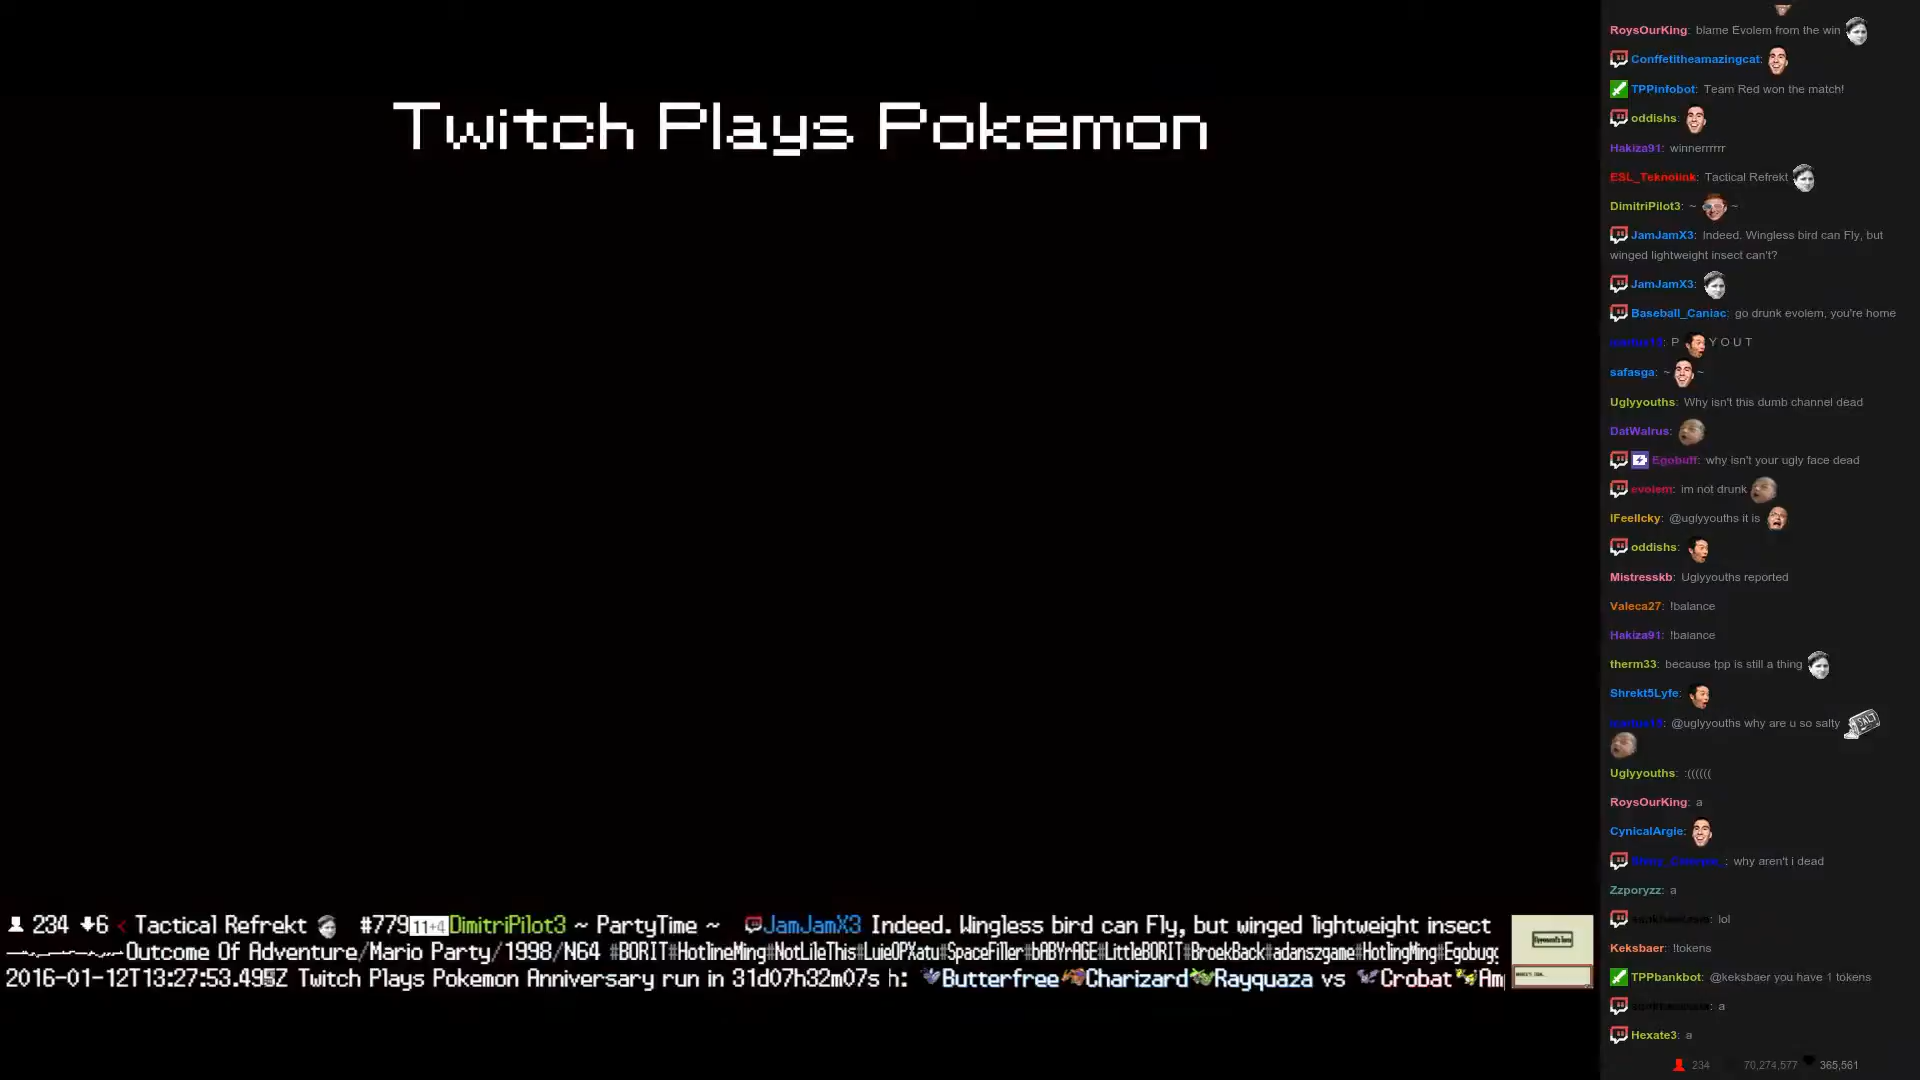 Twitch Plays Pokemon
234 6 < Tactical Refrekt #779 11+4 DimitriPilot3 ~ PartyTime ~ JamJamX3 Indeed. Wingless bird can Fly, but winged lightweight insect
Outcome Of Adventure/Mario Party/1998/N64 #BORIT#HotlineMing#NotLileThis#LuieOPXatu#SpaceFiller#bABYrAGE#LittleBORIT#BroekBack#adanszgame#HotlingMing#Egobugg
2016-01-12T13:27:53.49 Z Twitch Plays Pokemon Anniversary run in 31d07h32m07s h: Butterfree Charizard Rayquaza vs Crobat Am
RoysOurKing: blame Evolem from the win
Conffetitheamazingcat:
TPPinfobot: Team Red won the match!
oddishs:
Hakiza91: winnerrrrrr
ESL_Teknolink: Tactical Refrekt
DimitriPilot3: ~ ~
JamJamX3: Indeed. Wingless bird can Fly, but
winged lightweight insect can't?
JamJamX3:
Baseball_Caniac: go drunk evolem, you're home
P Y O U T
safasga: ~ ~
Uglyyouths: Why isn't this dumb channel dead
DatWalrus:
Egobuff: why isn't your ugly face dead
evolem: im not drunk
IFeelIcky: @uglyyouths it is
oddishs:
Mistresskb: Uglyyouths reported
Valeca27: !balance
Hakiza91: !balance
therm33: because tpp is still a thing
Shrekt5Lyfe:
@uglyyouths why are u so salty
SALT
Uglyyouths: :((((((
RoysOurKing: a
CynicalArgie:
: why aren't i dead
Zzporyzz: a
: lol
Keksbaer: !tokens
TPPbankbot: @keksbaer you have 1 tokens
: a
Hexate3: a
234 70,274,577 365,561